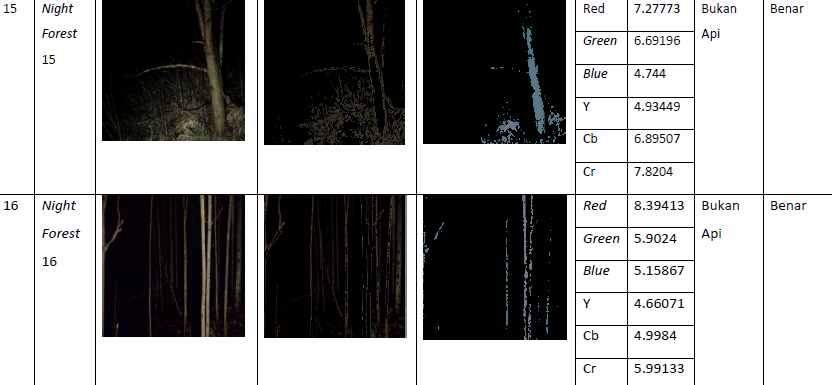 15
Night
Forest
15
Red 7.27773
Green 6.69196
Blue 4.744
Y 4.93449
Cb 6.89507
Cr 7.8204
Bukan
Api
Benar
16
Night
Forest
16
Red 8.39413
Green 5.9024
Blue 5.15867
Y 4.66071
Cb 4.9984
Cr 5.99133
Bukan
Api
Benar